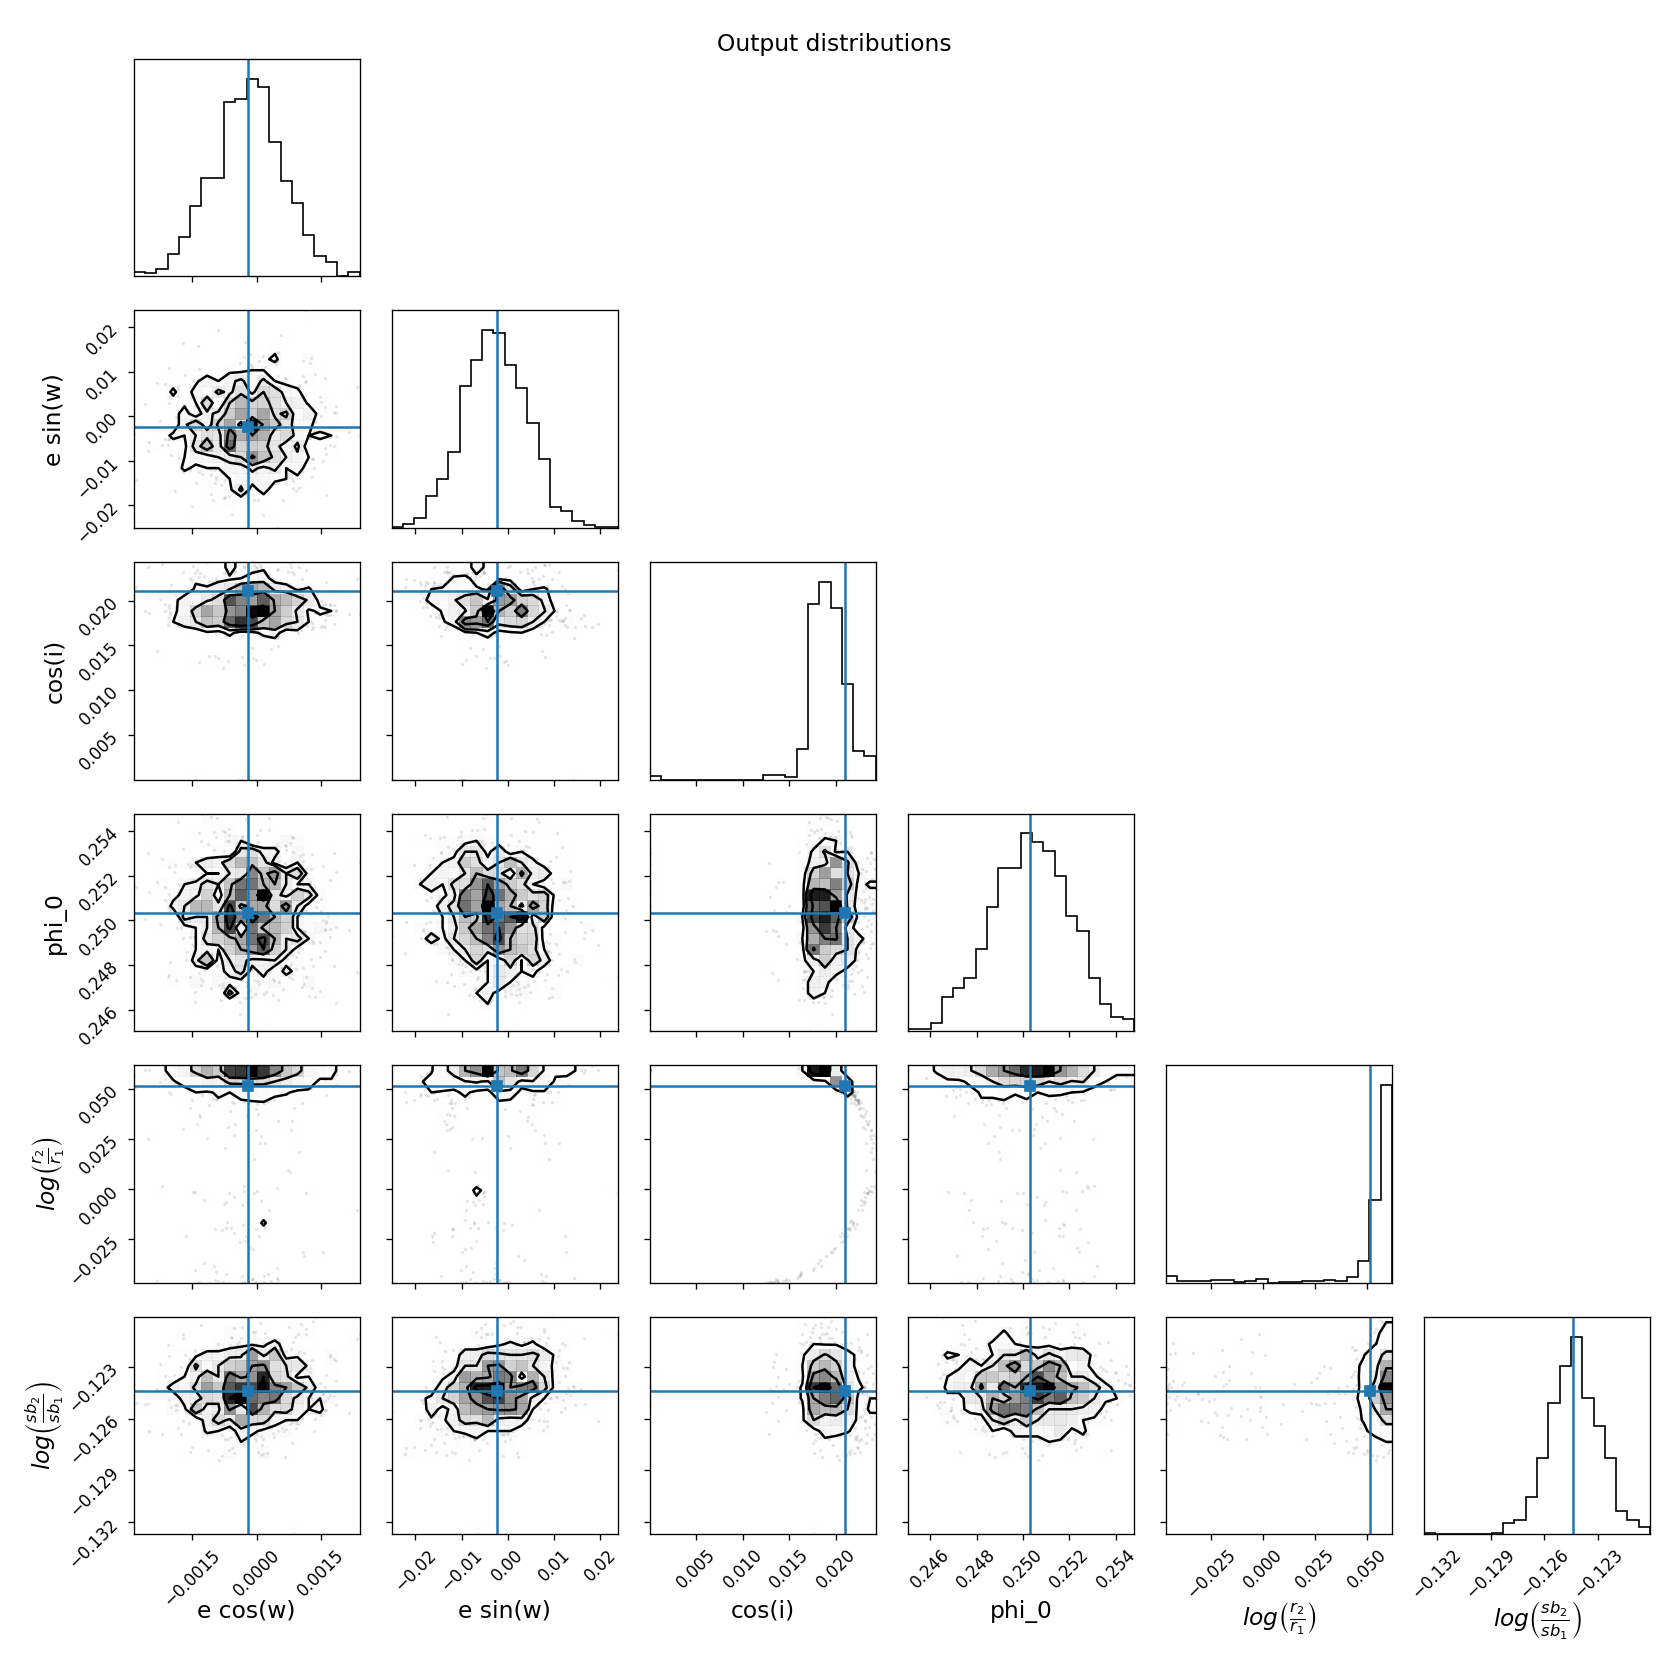 Output distributions
e sin(w)
0.02
0.01
0.00
−0.01
−0.02
cos(i)
0.020
0.015
0.010
0.005
phi_0
0.254
0.252
0.250
0.248
0.246
log(r₂/r₁)
0.050
0.025
0.000
−0.025
log(sb₂/sb₁)
−0.123
−0.126
−0.129
−0.132
−0.0015 0.0000 0.0015
−0.02 −0.01 0.00 0.01 0.02
0.005 0.010 0.015 0.020
0.246 0.248 0.250 0.252 0.254
−0.025 0.000 0.025 0.050
−0.132 −0.129 −0.126 −0.123
e cos(w) e sin(w) cos(i) phi_0 log(r₂/r₁) log(sb₂/sb₁)